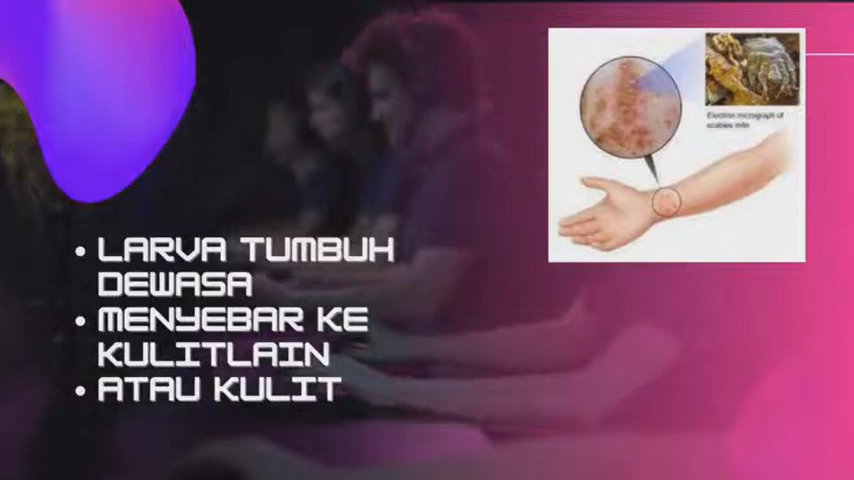 • LARVA TUMBUH
DEWASA
• MENYEBAR KE
KULITLAIN
• ATAU KULIT
Electron micrograph of
scabies mite